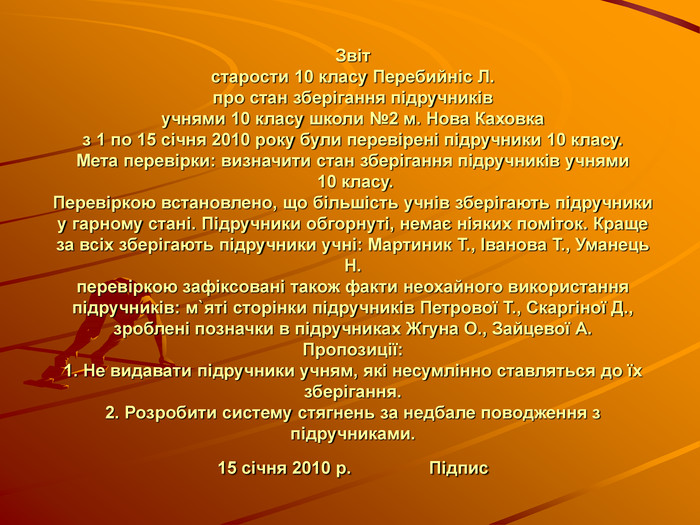 Звіт
старости 10 класу Перебийніс Л.
про стан зберігання підручників
учнями 10 класу школи №2 м. Нова Каховка
з 1 по 15 січня 2010 року були перевірені підручники 10 класу.
Мета перевірки: визначити стан зберігання підручників учнями
10 класу.
Перевіркою встановлено, що більшість учнів зберігають підручники
у гарному стані. Підручники обгорнуті, немає ніяких поміток. Краще
за всіх зберігають підручники учні: Мартиник Т., Іванова Т., Уманець
Н.
перевіркою зафіксовані також факти неохайного використання
підручників: м`яті сторінки підручників Петрової Т., Скаргіної Д.,
зроблені позначки в підручниках Жгуна О., Зайцевої А.
Пропозиції:
1. Не видавати підручники учням, які несумлінно ставляться до їх
зберігання.
2. Розробити систему стягнень за недбале поводження з
підручниками.
15 січня 2010 р. Підпис